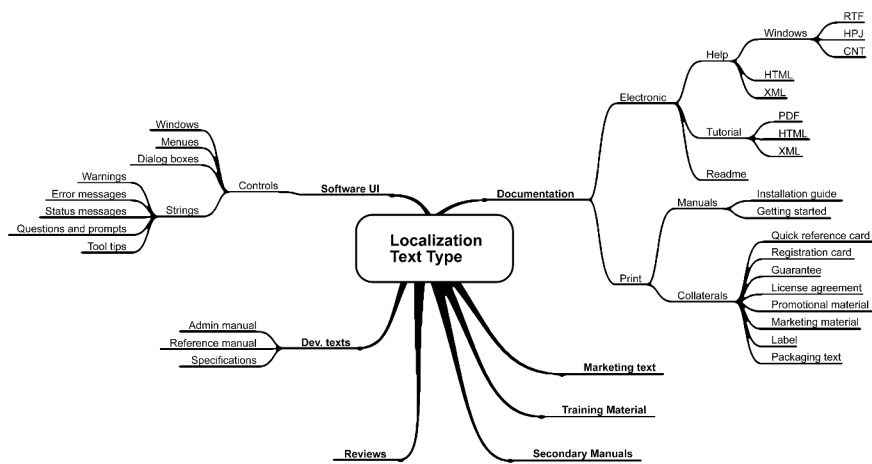 Localization
Text Type
Software UI
Controls
Windows
Menues
Dialog boxes
Strings
Warnings
Error messages
Status messages
Questions and prompts
Tool tips
Dev. texts
Admin manual
Reference manual
Specifications
Reviews
Documentation
Electronic
Help
Windows
RTF
HPJ
CNT
HTML
XML
Tutorial
PDF
HTML
XML
Readme
Print
Manuals
Installation guide
Getting started
Collaterals
Quick reference card
Registration card
Guarantee
License agreement
Promotional material
Marketing material
Label
Packaging text
Marketing text
Training Material
Secondary Manuals